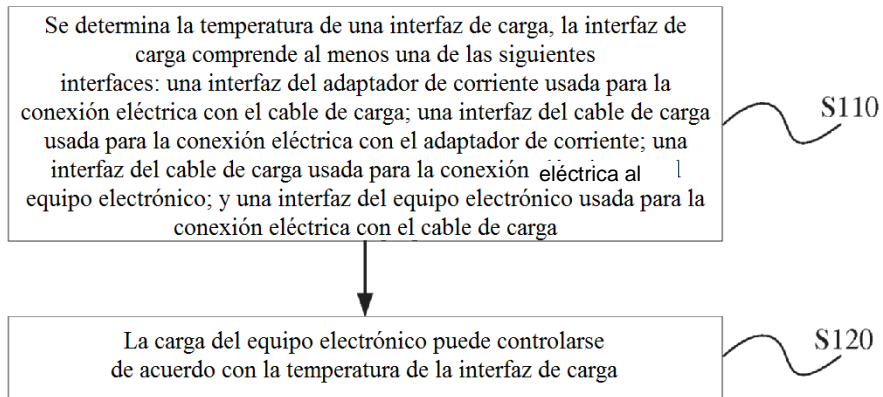 Se determina la temperatura de una interfaz de carga, la interfaz de
carga comprende al menos una de las siguientes
interfaces: una interfaz del adaptador de corriente usada para la
conexión eléctrica con el cable de carga; una interfaz del cable de carga
usada para la conexión eléctrica con el adaptador de corriente; una
interfaz del cable de carga usada para la conexión eléctrica al
equipo electrónico; y una interfaz del equipo electrónico usada para la
conexión eléctrica con el cable de carga
S110
La carga del equipo electrónico puede controlarse
de acuerdo con la temperatura de la interfaz de carga
S120